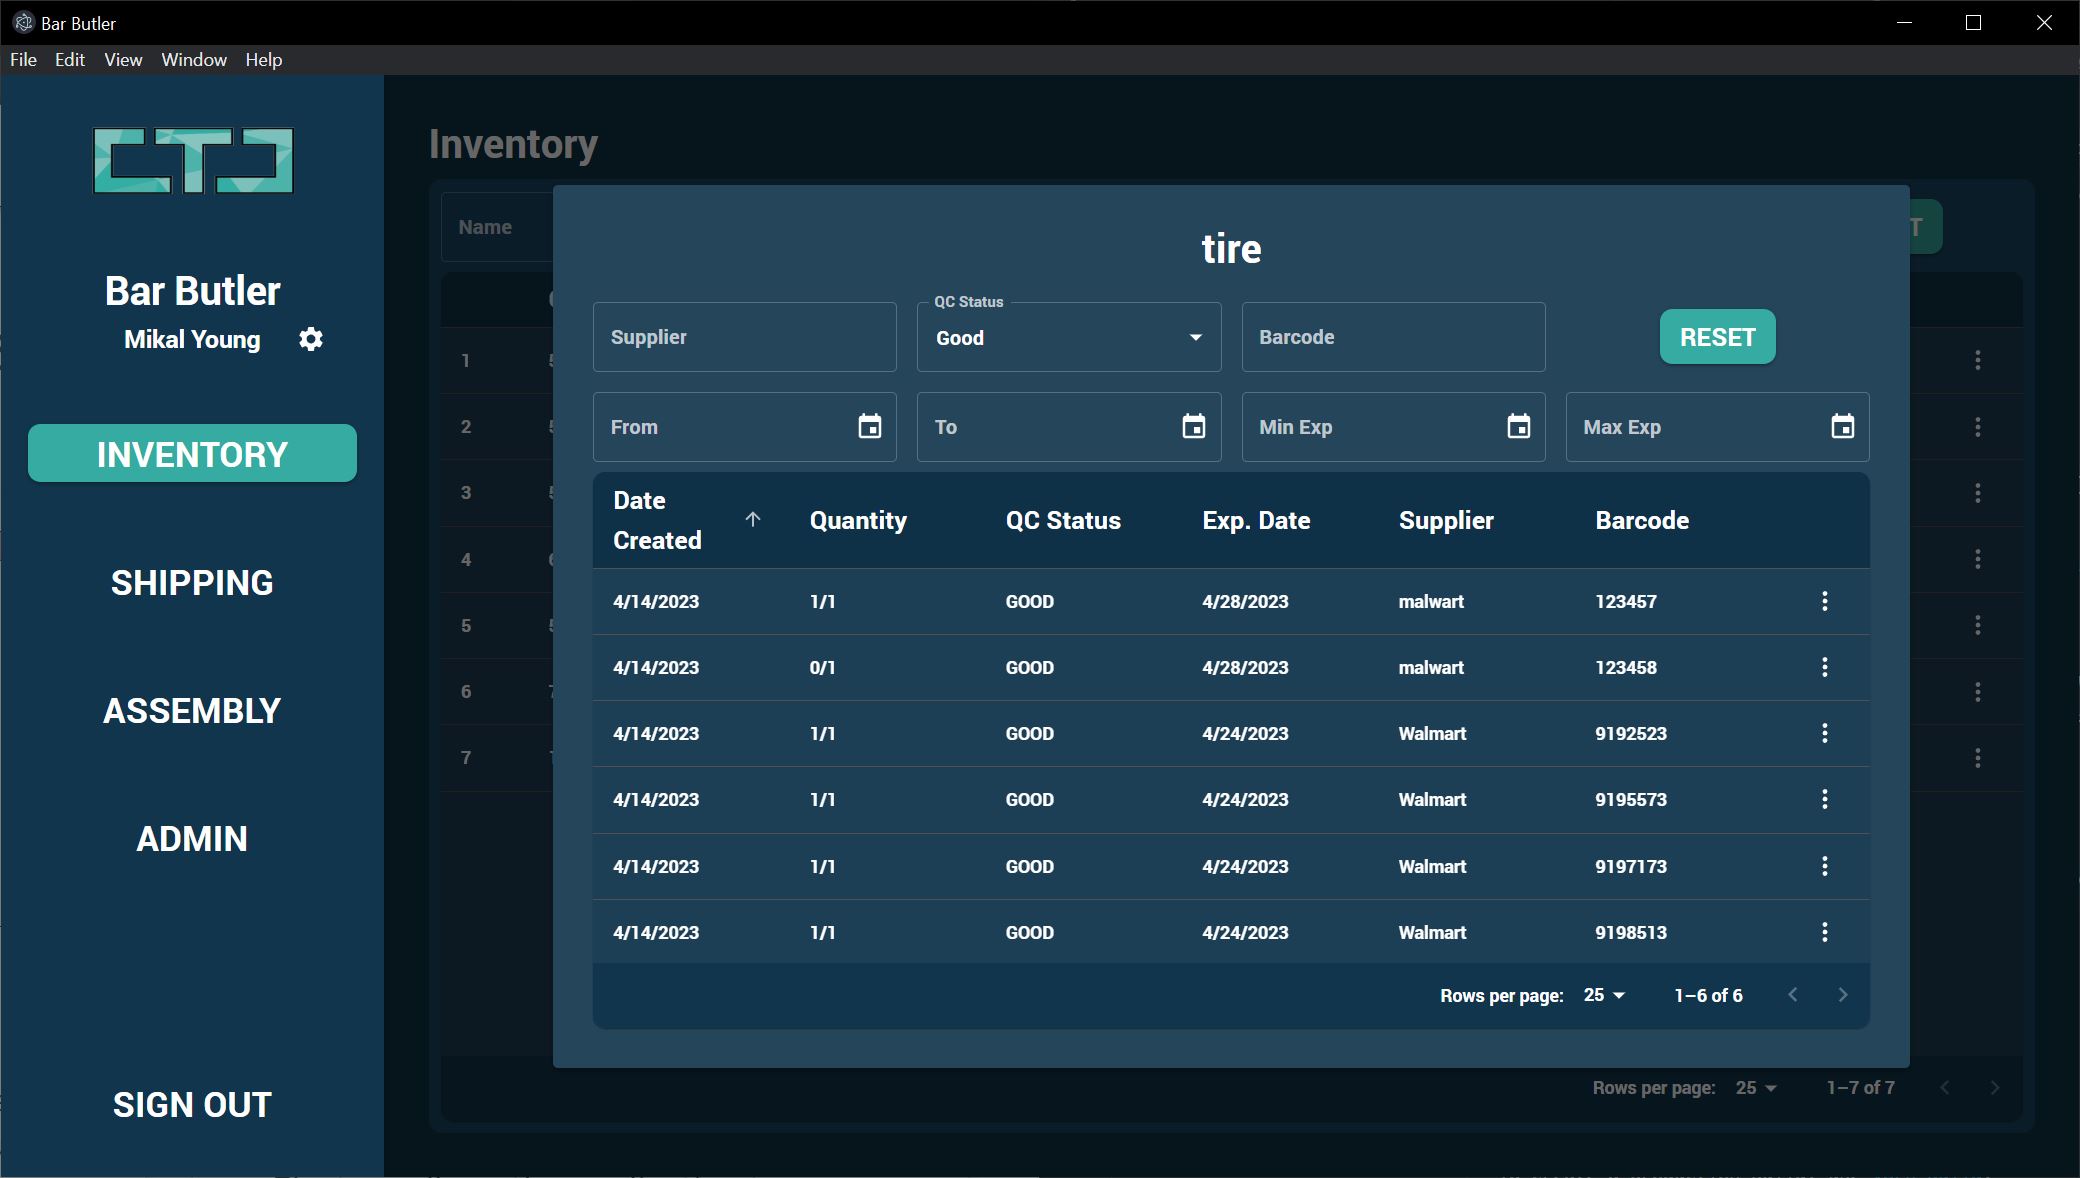 Bar Butler
File Edit View Window Help
CTC
Bar Butler
Mikal Young
INVENTORY
SHIPPING
ASSEMBLY
ADMIN
SIGN OUT
Inventory
Name
T
1
2
3
4
5
6
7
tire
Supplier
QC Status
Good
Barcode
RESET
From
To
Min Exp
Max Exp
Date Created Quantity QC Status Exp. Date Supplier Barcode
4/14/2023 1/1 GOOD 4/28/2023 malwart 123457
4/14/2023 0/1 GOOD 4/28/2023 malwart 123458
4/14/2023 1/1 GOOD 4/24/2023 Walmart 9192523
4/14/2023 1/1 GOOD 4/24/2023 Walmart 9195573
4/14/2023 1/1 GOOD 4/24/2023 Walmart 9197173
4/14/2023 1/1 GOOD 4/24/2023 Walmart 9198513
Rows per page: 25 1–6 of 6
Rows per page: 25 1–7 of 7